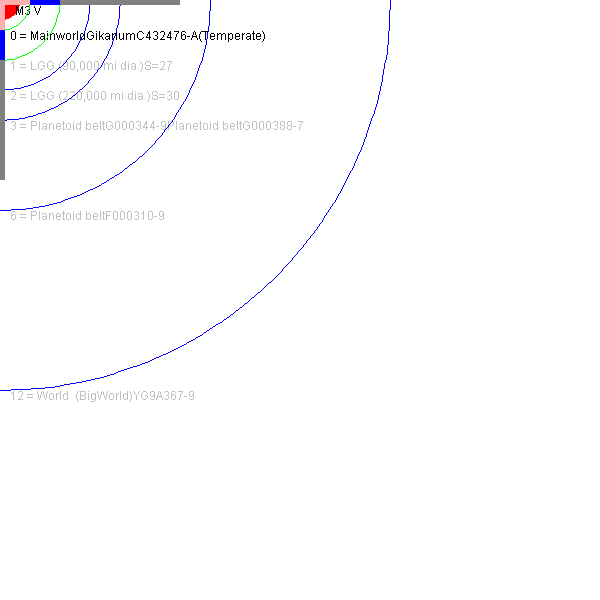 M3 V
0 = MainworldGikanumC432476-A(Temperate)
1 = LGG (90,000 mi dia.)S=27
2 = LGG (220,000 mi dia.)S=30
3 = Planetoid beltG000344-9Planetoid beltG000388-7
6 = Planetoid beltF000310-9
12 = World  (BigWorld)YG9A367-9